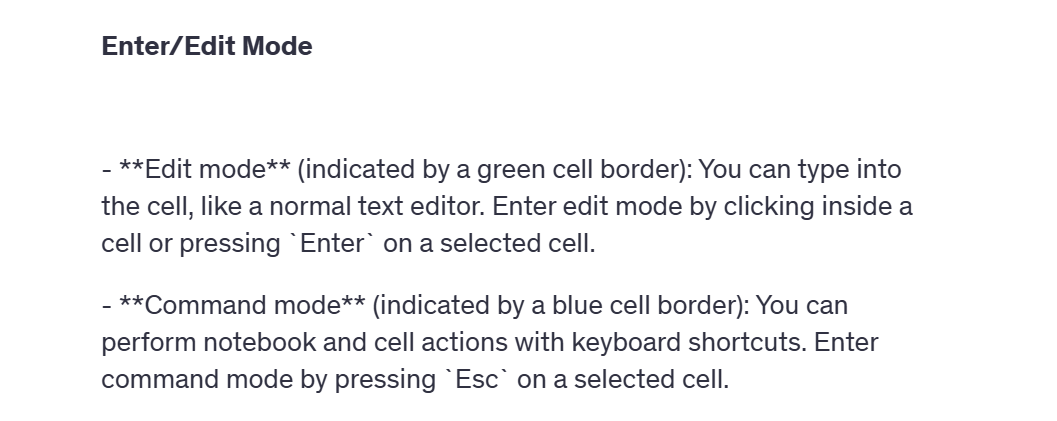 Enter/Edit Mode
- **Edit mode** (indicated by a green cell border): You can type into
the cell, like a normal text editor. Enter edit mode by clicking inside a
cell or pressing `Enter` on a selected cell.
- **Command mode** (indicated by a blue cell border): You can
perform notebook and cell actions with keyboard shortcuts. Enter
command mode by pressing `Esc` on a selected cell.